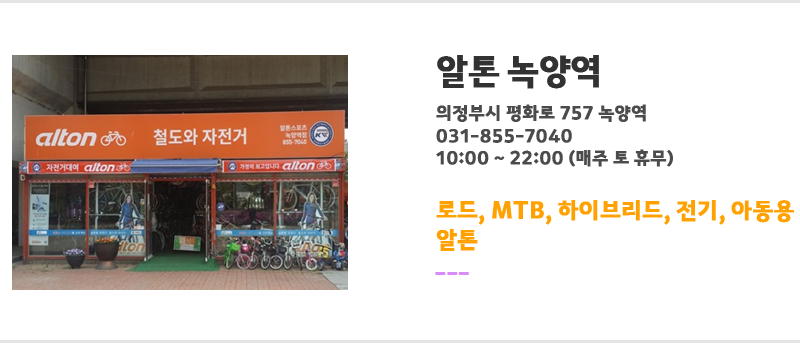 알톤 녹양역
의정부시 평화로 757 녹양역
031-855-7040
10:00 ~ 22:00 (매주 토 휴무)
로드, MTB, 하이브리드, 전기, 아동용
알톤
---
alton 철도와 자전거
알톤스포츠
녹양역점
855-7040
자전거대여 alton
가격이 최고입니다 alton
alton